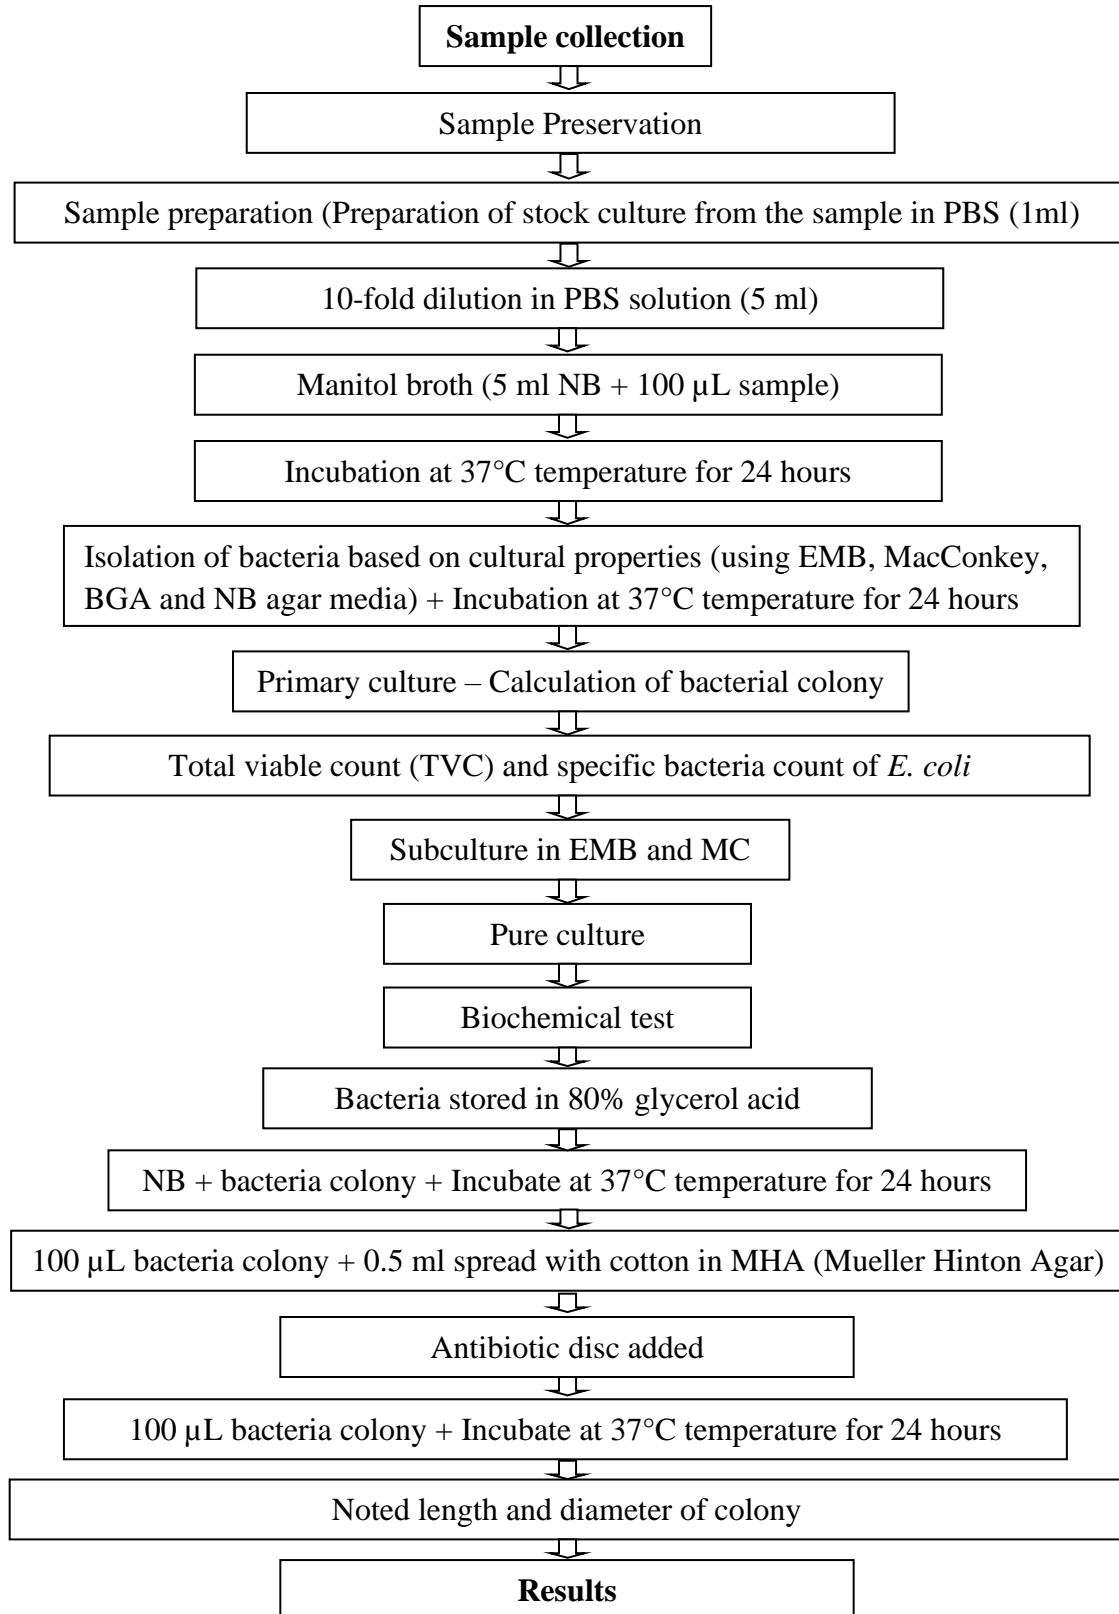 Sample collection
Sample Preservation
Sample preparation (Preparation of stock culture from the sample in PBS (1ml)
10-fold dilution in PBS solution (5 ml)
Manitol broth (5 ml NB + 100 µL sample)
Incubation at 37°C temperature for 24 hours
Isolation of bacteria based on cultural properties (using EMB, MacConkey,
BGA and NB agar media) + Incubation at 37°C temperature for 24 hours
Primary culture – Calculation of bacterial colony
Total viable count (TVC) and specific bacteria count of E. coli
Subculture in EMB and MC
Pure culture
Biochemical test
Bacteria stored in 80% glycerol acid
NB + bacteria colony + Incubate at 37°C temperature for 24 hours
100 µL bacteria colony + 0.5 ml spread with cotton in MHA (Mueller Hinton Agar)
Antibiotic disc added
100 µL bacteria colony + Incubate at 37°C temperature for 24 hours
Noted length and diameter of colony
Results